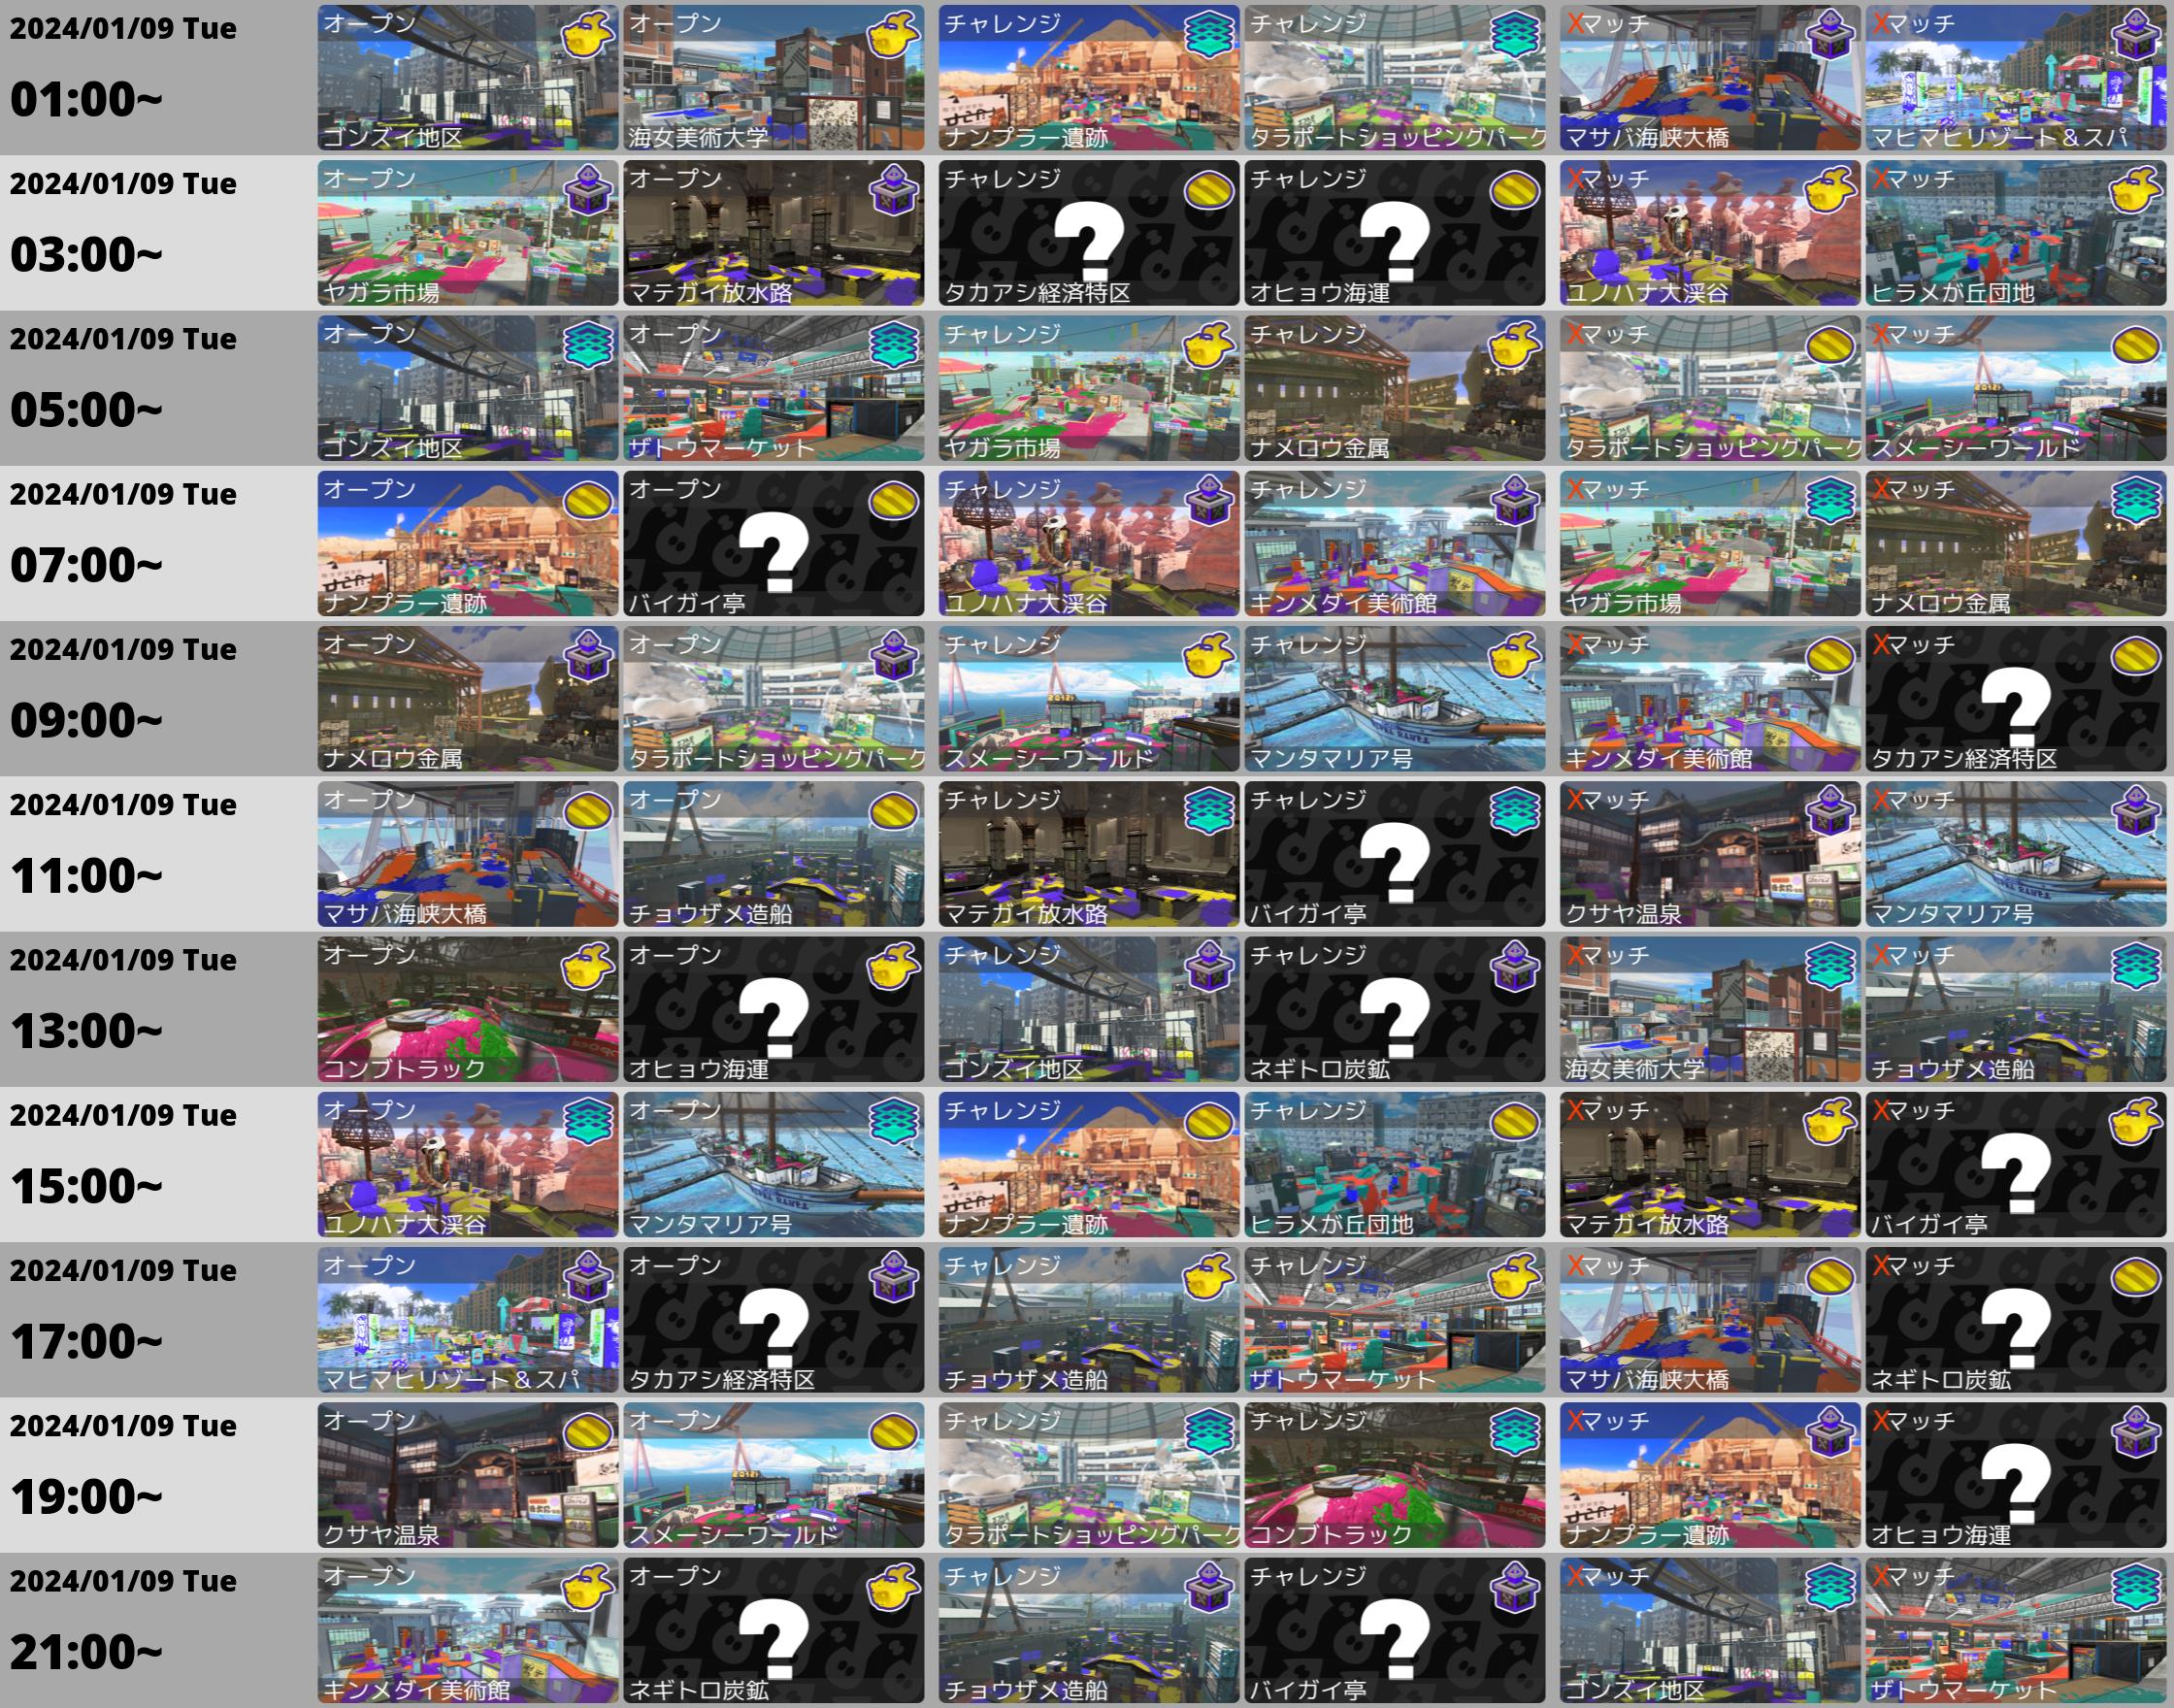 2024/01/09 Tue
01:00~
オープン ゴンズイ地区
オープン 海女美術大学
チャレンジ ナンプラー遺跡
チャレンジ タラポートショッピングパーク
Xマッチ マサバ海峡大橋
Xマッチ マヒマヒリゾート＆スパ
2024/01/09 Tue
03:00~
オープン ヤガラ市場
オープン マテガイ放水路
チャレンジ タカアシ経済特区
チャレンジ オヒョウ海運
Xマッチ ユノハナ大渓谷
Xマッチ ヒラメが丘団地
2024/01/09 Tue
05:00~
オープン ゴンズイ地区
オープン ザトウマーケット
チャレンジ ヤガラ市場
チャレンジ ナメロウ金属
Xマッチ タラポートショッピングパーク
Xマッチ スメーシーワールド
2024/01/09 Tue
07:00~
オープン ナンプラー遺跡
オープン バイガイ亭
チャレンジ ユノハナ大渓谷
チャレンジ キンメダイ美術館
Xマッチ ヤガラ市場
Xマッチ ナメロウ金属
2024/01/09 Tue
09:00~
オープン ナメロウ金属
オープン タラポートショッピングパーク
チャレンジ スメーシーワールド
チャレンジ マンタマリア号
Xマッチ キンメダイ美術館
Xマッチ タカアシ経済特区
2024/01/09 Tue
11:00~
オープン マサバ海峡大橋
オープン チョウザメ造船
チャレンジ マテガイ放水路
チャレンジ バイガイ亭
Xマッチ クサヤ温泉
Xマッチ マンタマリア号
2024/01/09 Tue
13:00~
オープン コンブトラック
オープン オヒョウ海運
チャレンジ ゴンズイ地区
チャレンジ ネギトロ炭鉱
Xマッチ 海女美術大学
Xマッチ チョウザメ造船
2024/01/09 Tue
15:00~
オープン ユノハナ大渓谷
オープン マンタマリア号
チャレンジ ナンプラー遺跡
チャレンジ ヒラメが丘団地
Xマッチ マテガイ放水路
Xマッチ バイガイ亭
2024/01/09 Tue
17:00~
オープン マヒマヒリゾート＆スパ
オープン タカアシ経済特区
チャレンジ チョウザメ造船
チャレンジ ザトウマーケット
Xマッチ マサバ海峡大橋
Xマッチ ネギトロ炭鉱
2024/01/09 Tue
19:00~
オープン クサヤ温泉
オープン スメーシーワールド
チャレンジ タラポートショッピングパーク
チャレンジ コンブトラック
Xマッチ ナンプラー遺跡
Xマッチ オヒョウ海運
2024/01/09 Tue
21:00~
オープン キンメダイ美術館
オープン ネギトロ炭鉱
チャレンジ チョウザメ造船
チャレンジ バイガイ亭
Xマッチ ゴンズイ地区
Xマッチ ザトウマーケット